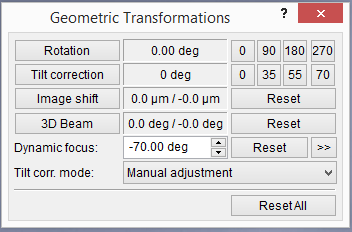 Geometric Transformations ? ×
Rotation 0.00 deg 0 90 180 270
Tilt correction 0 deg 0 35 55 70
Image shift 0.0 µm / -0.0 µm Reset
3D Beam 0.0 deg / -0.0 deg Reset
Dynamic focus: -70.00 deg Reset >>
Tilt corr. mode: Manual adjustment
Reset All